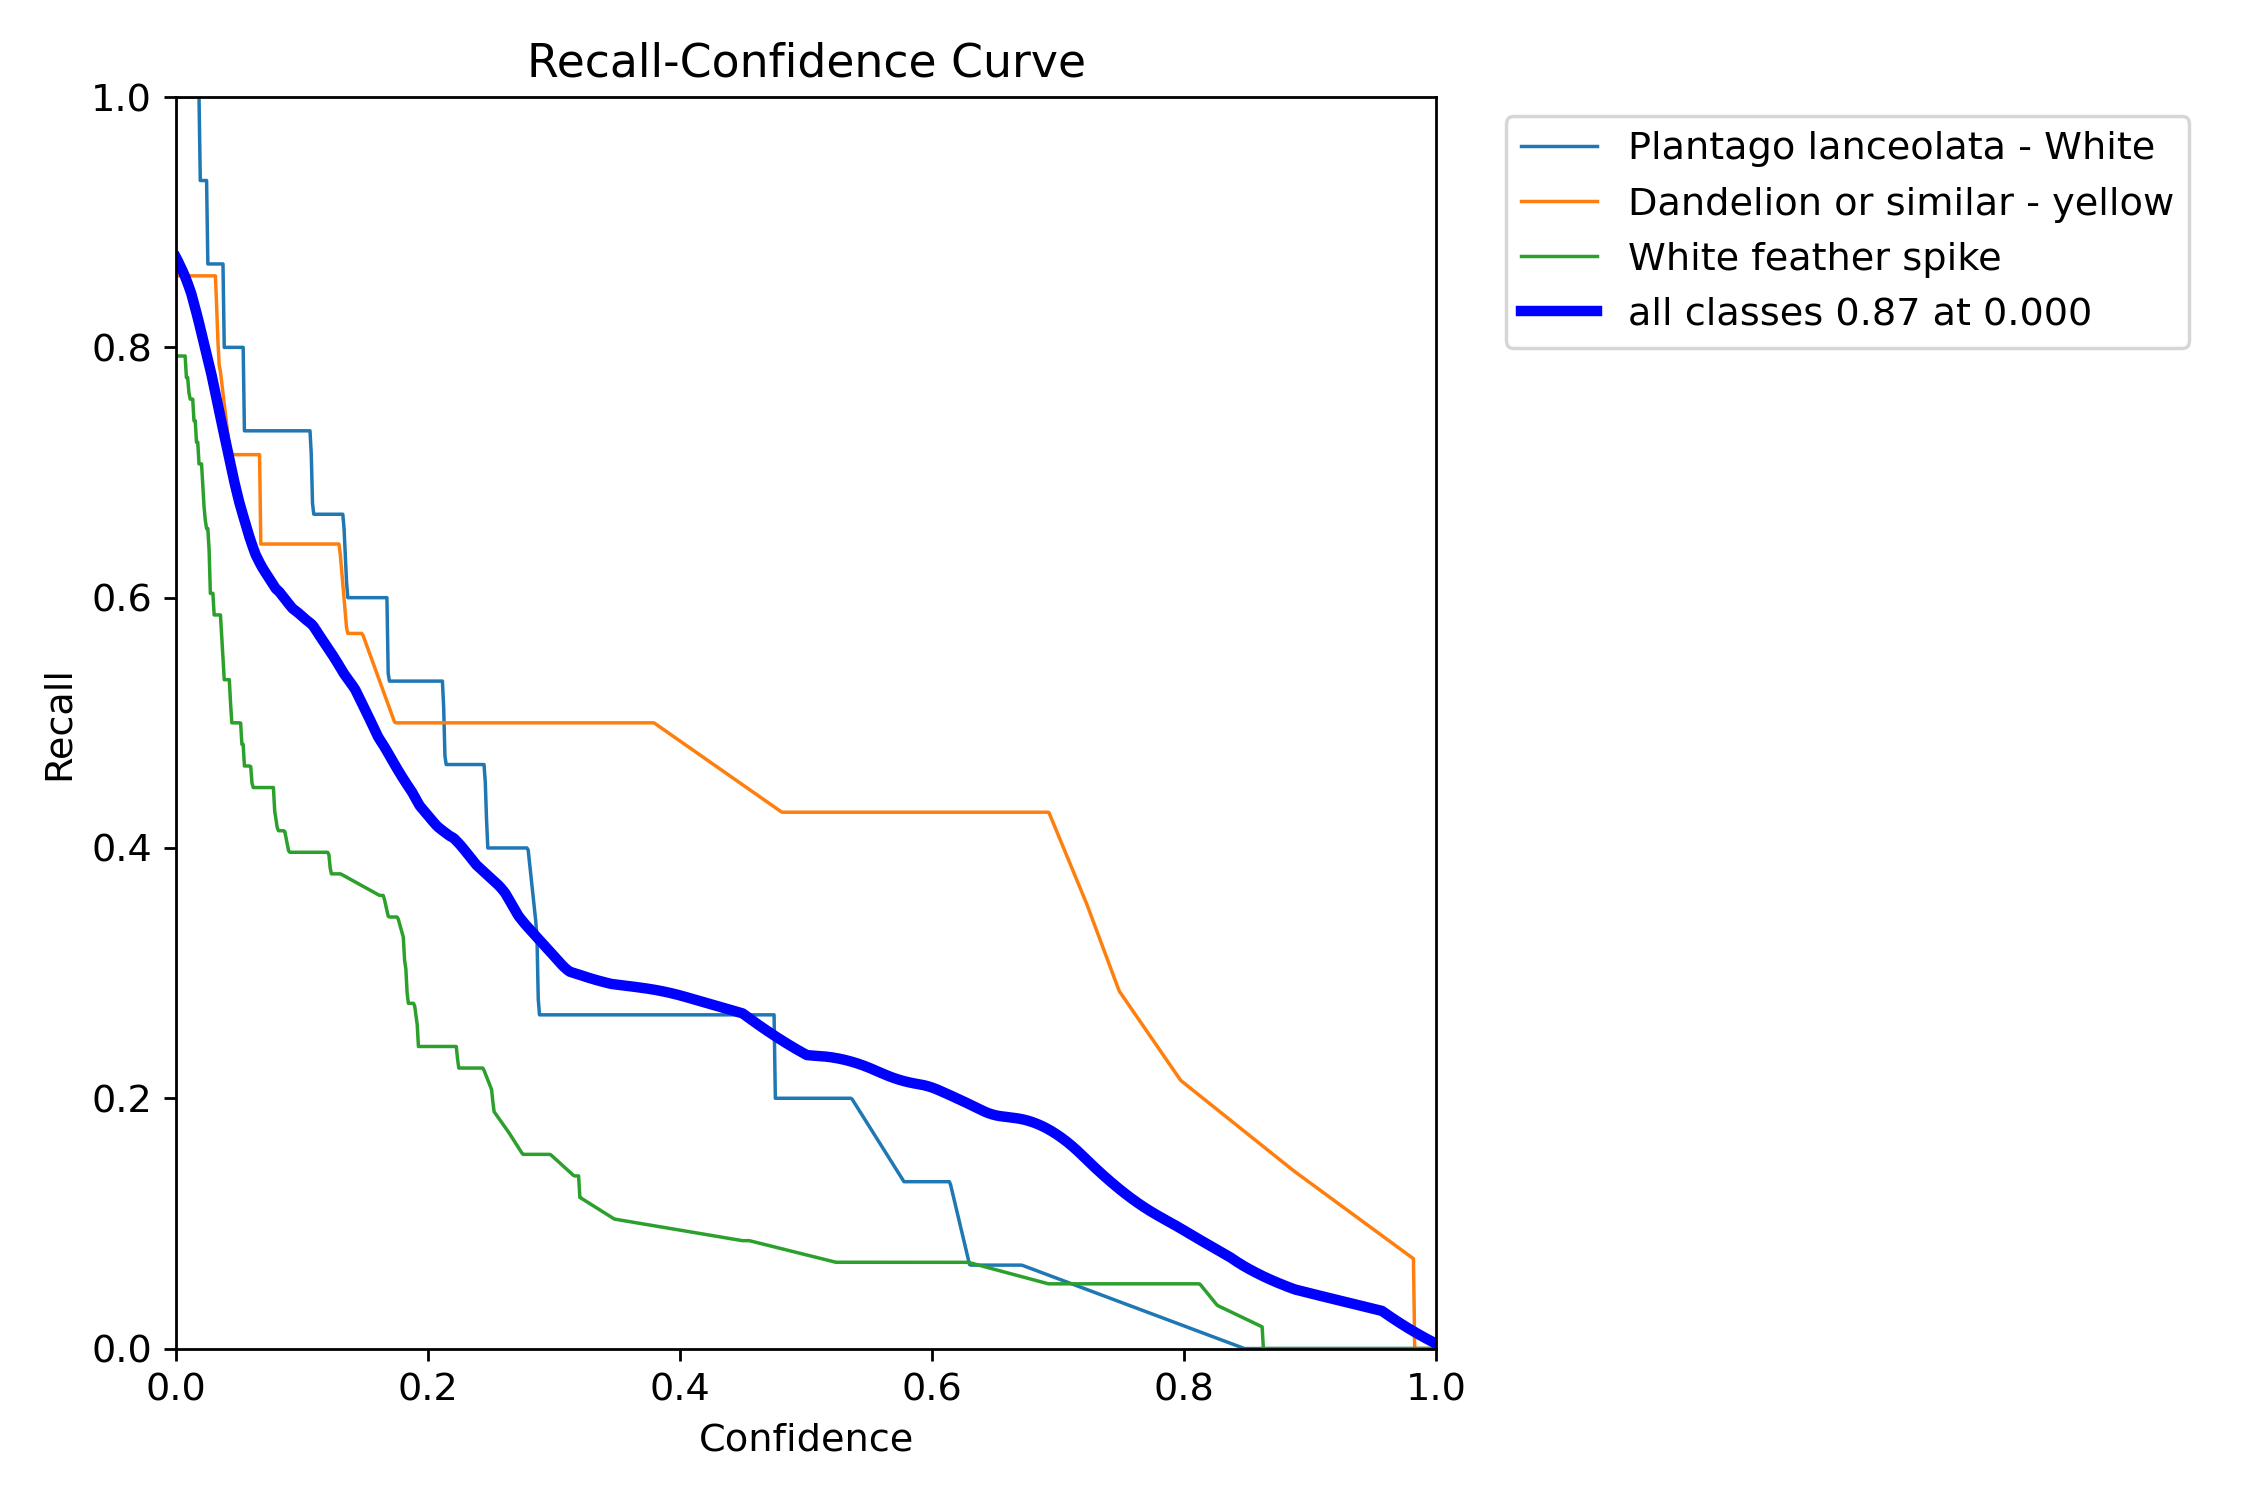 Recall-Confidence Curve
1.0
0.8
0.6
0.4
0.2
0.0
Recall
0.0 0.2 0.4 0.6 0.8 1.0
Confidence
Plantago lanceolata - White
Dandelion or similar - yellow
White feather spike
all classes 0.87 at 0.000